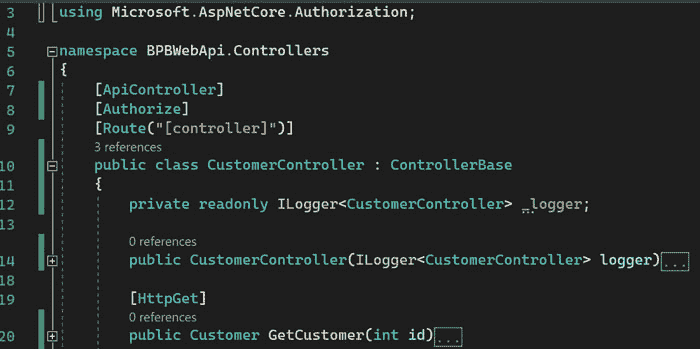 3 using Microsoft.AspNetCore.Authorization;
4
5 namespace BPBWebApi.Controllers
6 {
7 [ApiController]
8 [Authorize]
9 [Route("[controller]")]
3 references
10 public class CustomerController : ControllerBase
11 {
12 private readonly ILogger<CustomerController> _logger;
13
0 references
14 public CustomerController(ILogger<CustomerController> logger)...
18
19 [HttpGet]
0 references
20 public Customer GetCustomer(int id)...